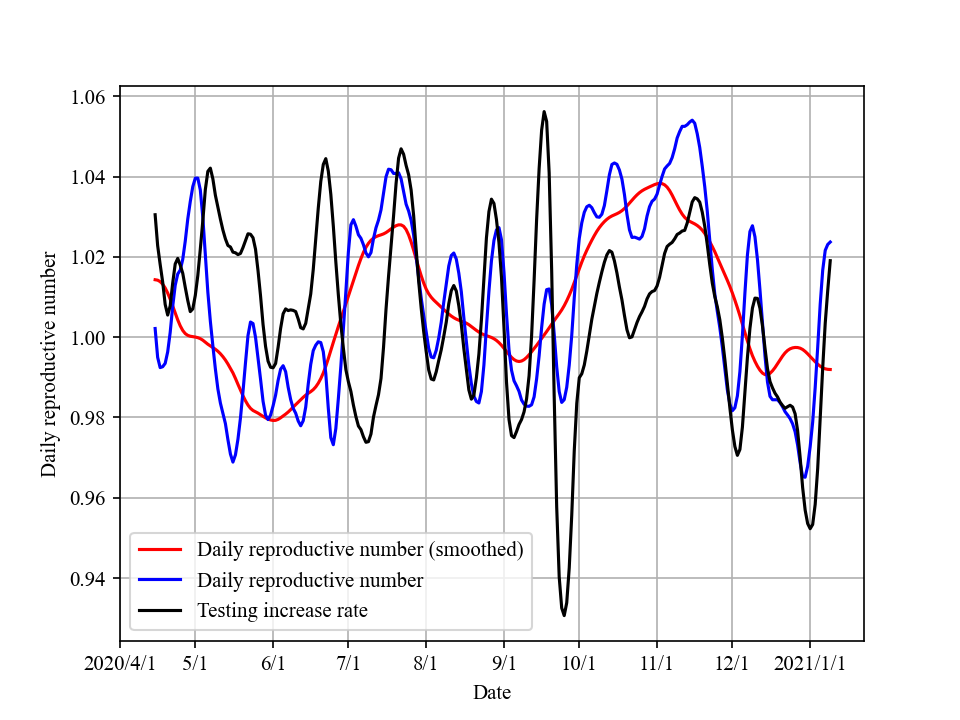 1.06
1.04
1.02
1.00
0.98
0.96
0.94
Daily reproductive number
Daily reproductive number (smoothed)
Daily reproductive number
Testing increase rate
2020/4/1 5/1 6/1 7/1 8/1 9/1 10/1 11/1 12/1 2021/1/1
Date